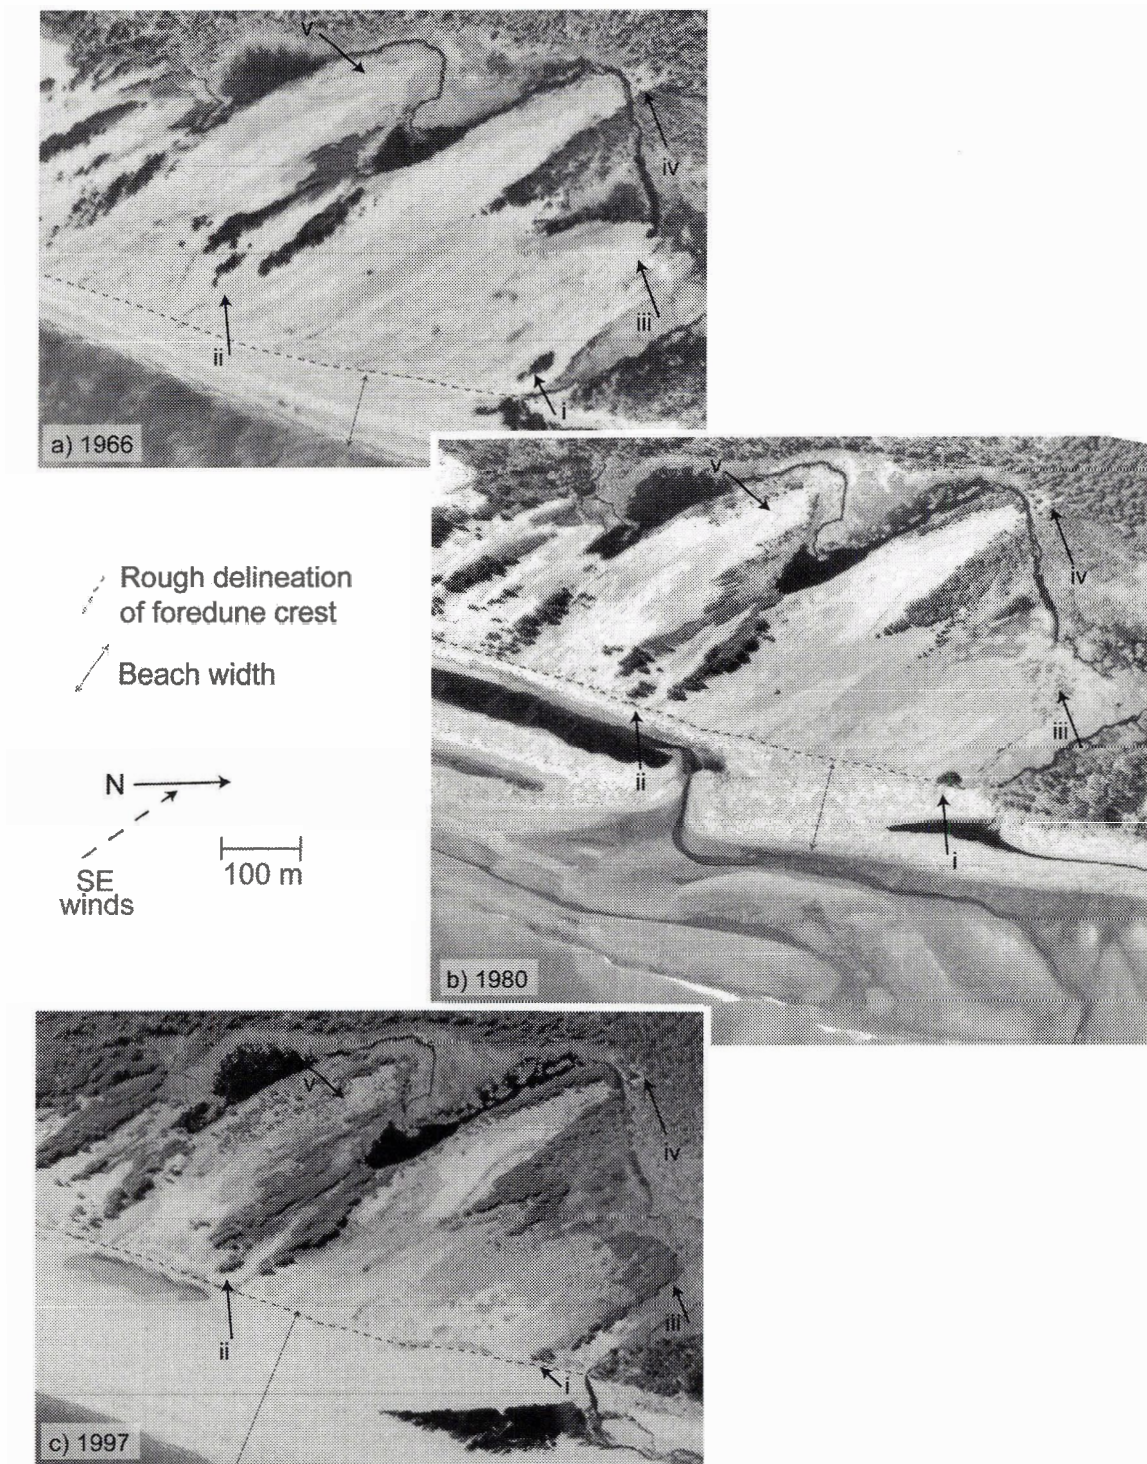 v
iv
iii
ii
i
a) 1966
v
iv
iii
ii
i
b) 1980
Rough delineation
of foredune crest
Beach width
N
100 m
SE
winds
v
iv
iii
ii
i
c) 1997